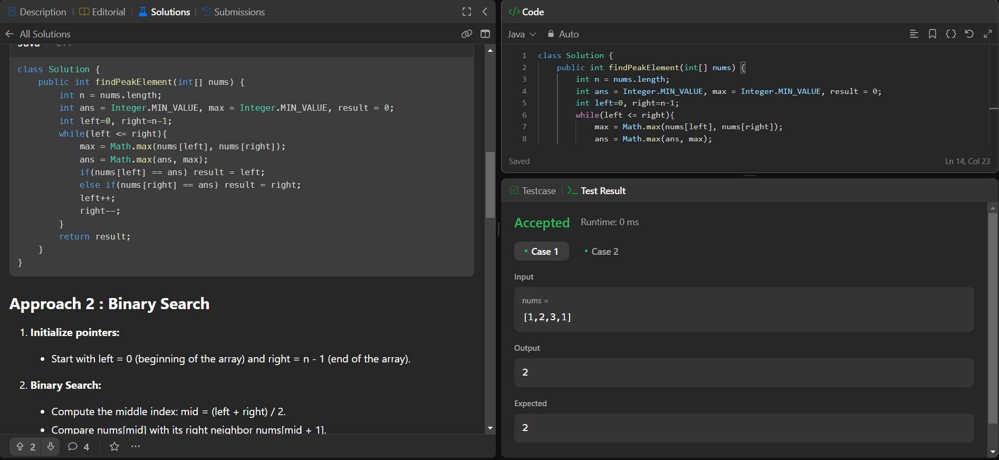 Description
Editorial
Solutions
Submissions
All Solutions
Java
C++
class Solution {
public int findPeakElement(int[] nums) {
int n = nums.length;
int ans = Integer.MIN_VALUE, max = Integer.MIN_VALUE, result = 0;
int left=0, right=n-1;
while(left <= right){
max = Math.max(nums[left], nums[right]);
ans = Math.max(ans, max);
if(nums[left] == ans) result = left;
else if(nums[right] == ans) result = right;
left++;
right--;
}
return result;
}
}
Approach 2 : Binary Search
1. Initialize pointers:
• Start with left = 0 (beginning of the array) and right = n - 1 (end of the array).
2. Binary Search:
• Compute the middle index: mid = (left + right) / 2.
• Compare nums[mid] with its right neighbor nums[mid + 1].
2
4
</> Code
Java
Auto
1 class Solution {
2 public int findPeakElement(int[] nums) {
3 int n = nums.length;
4 int ans = Integer.MIN_VALUE, max = Integer.MIN_VALUE, result = 0;
5 int left=0, right=n-1;
6 while(left <= right){
7 max = Math.max(nums[left], nums[right]);
8 ans = Math.max(ans, max);
Saved
Ln 14, Col 23
Testcase
Test Result
Accepted
Runtime: 0 ms
• Case 1
• Case 2
Input
nums =
[1,2,3,1]
Output
2
Expected
2